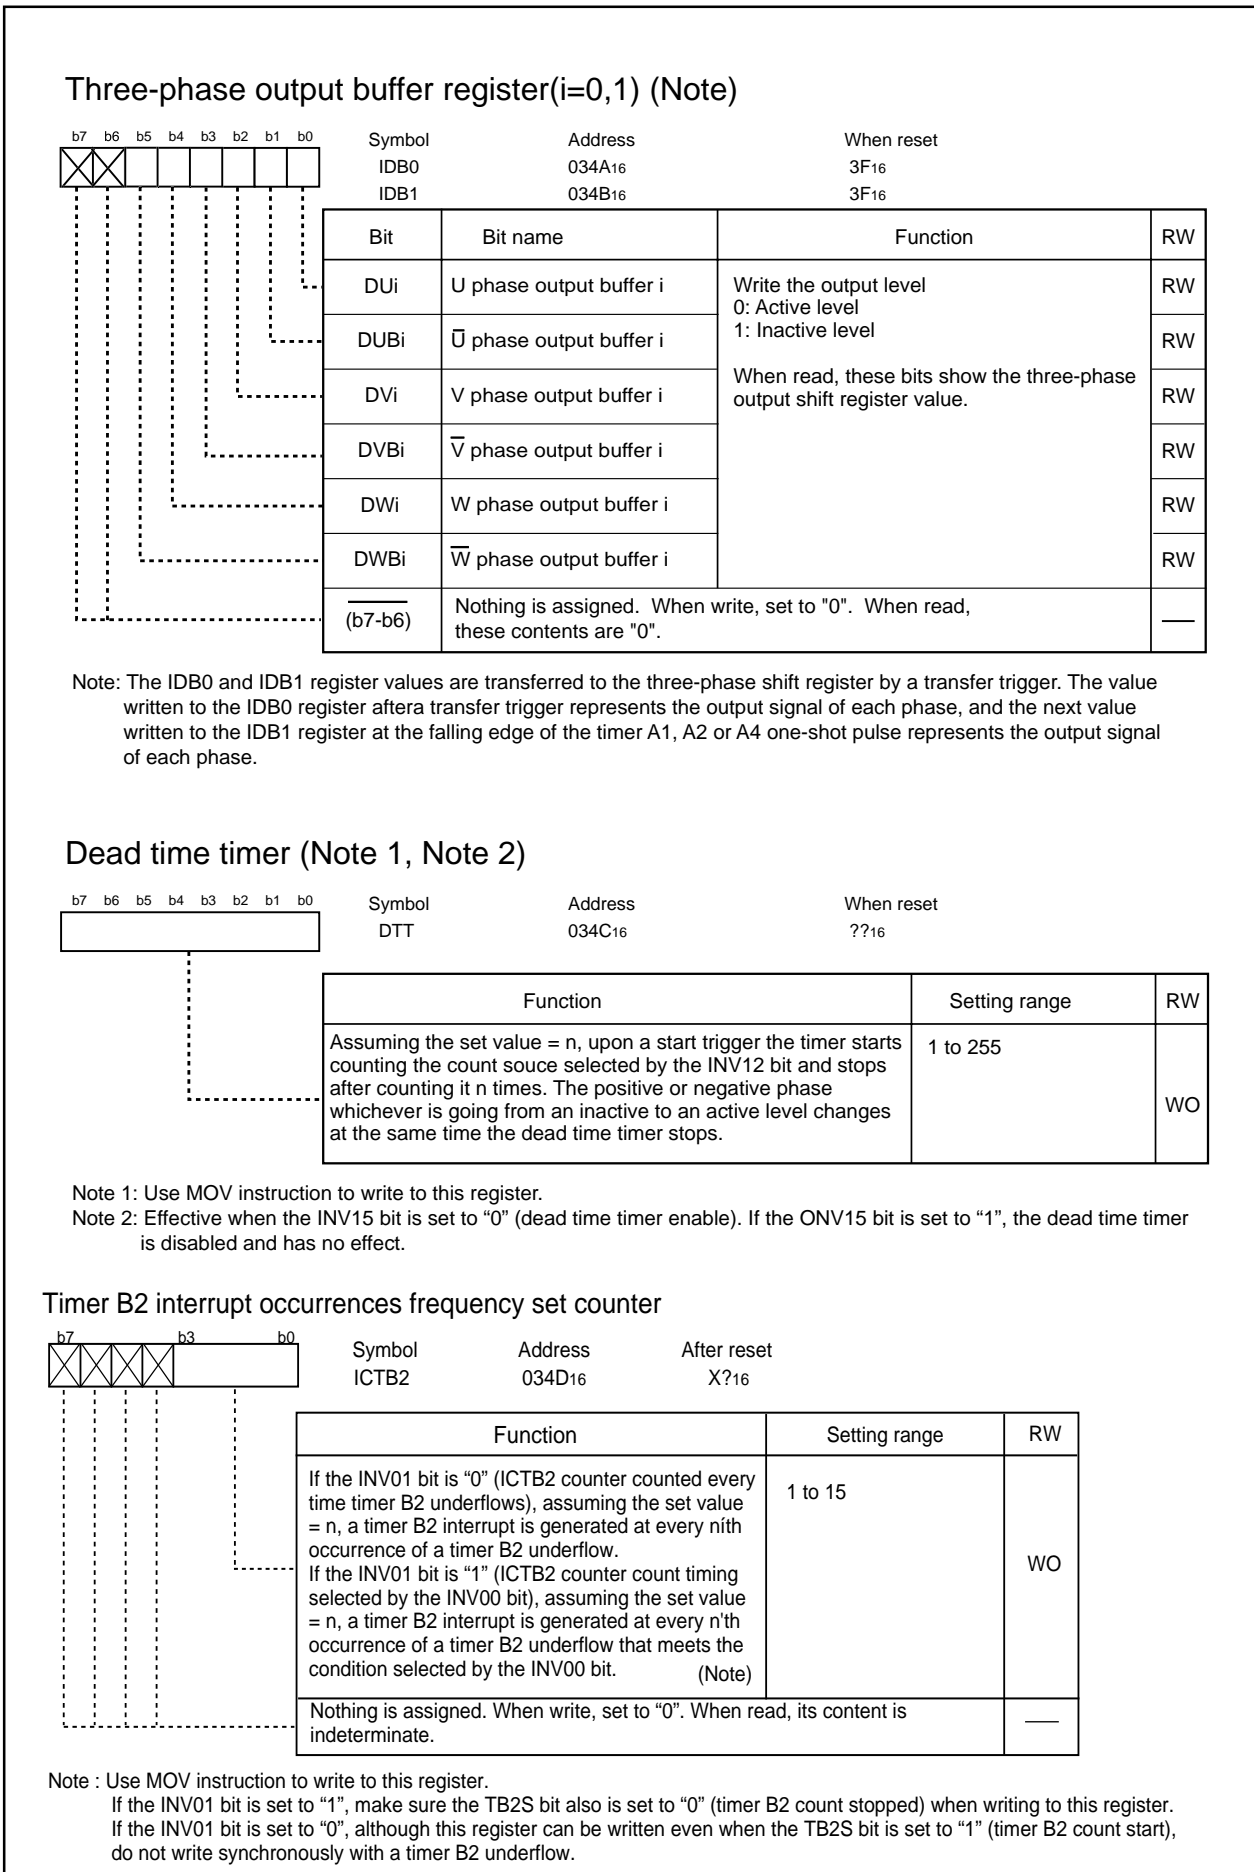 Three-phase output buffer register(i=0,1) (Note)
b7 b6 b5 b4 b3 b2 b1 b0
Symbol Address When reset
IDB0 034A16 3F16
IDB1 034B16 3F16
Bit Bit name Function RW
DUi U phase output buffer i Write the output level RW
0: Active level
1: Inactive level
DUBi U̅ phase output buffer i RW
When read, these bits show the three-phase
DVi V phase output buffer i output shift register value. RW
DVBi V̅ phase output buffer i RW
DWi W phase output buffer i RW
DWBi W̅ phase output buffer i RW
(b7-b6) Nothing is assigned. When write, set to "0". When read, —
these contents are "0".
Note: The IDB0 and IDB1 register values are transferred to the three-phase shift register by a transfer trigger. The value
written to the IDB0 register aftera transfer trigger represents the output signal of each phase, and the next value
written to the IDB1 register at the falling edge of the timer A1, A2 or A4 one-shot pulse represents the output signal
of each phase.
Dead time timer (Note 1, Note 2)
b7 b6 b5 b4 b3 b2 b1 b0
Symbol Address When reset
DTT 034C16 ??16
Function Setting range RW
Assuming the set value = n, upon a start trigger the timer starts 1 to 255
counting the count souce selected by the INV12 bit and stops
after counting it n times. The positive or negative phase
whichever is going from an inactive to an active level changes WO
at the same time the dead time timer stops.
Note 1: Use MOV instruction to write to this register.
Note 2: Effective when the INV15 bit is set to “0” (dead time timer enable). If the ONV15 bit is set to “1”, the dead time timer
is disabled and has no effect.
Timer B2 interrupt occurrences frequency set counter
b7 b3 b0
Symbol Address After reset
ICTB2 034D16 X?16
Function Setting range RW
If the INV01 bit is “0” (ICTB2 counter counted every 1 to 15
time timer B2 underflows), assuming the set value
= n, a timer B2 interrupt is generated at every níth
occurrence of a timer B2 underflow.
If the INV01 bit is “1” (ICTB2 counter count timing WO
selected by the INV00 bit), assuming the set value
= n, a timer B2 interrupt is generated at every n'th
occurrence of a timer B2 underflow that meets the
condition selected by the INV00 bit. (Note)
Nothing is assigned. When write, set to “0”. When read, its content is —
indeterminate.
Note : Use MOV instruction to write to this register.
If the INV01 bit is set to “1”, make sure the TB2S bit also is set to “0” (timer B2 count stopped) when writing to this register.
If the INV01 bit is set to “0”, although this register can be written even when the TB2S bit is set to “1” (timer B2 count start),
do not write synchronously with a timer B2 underflow.